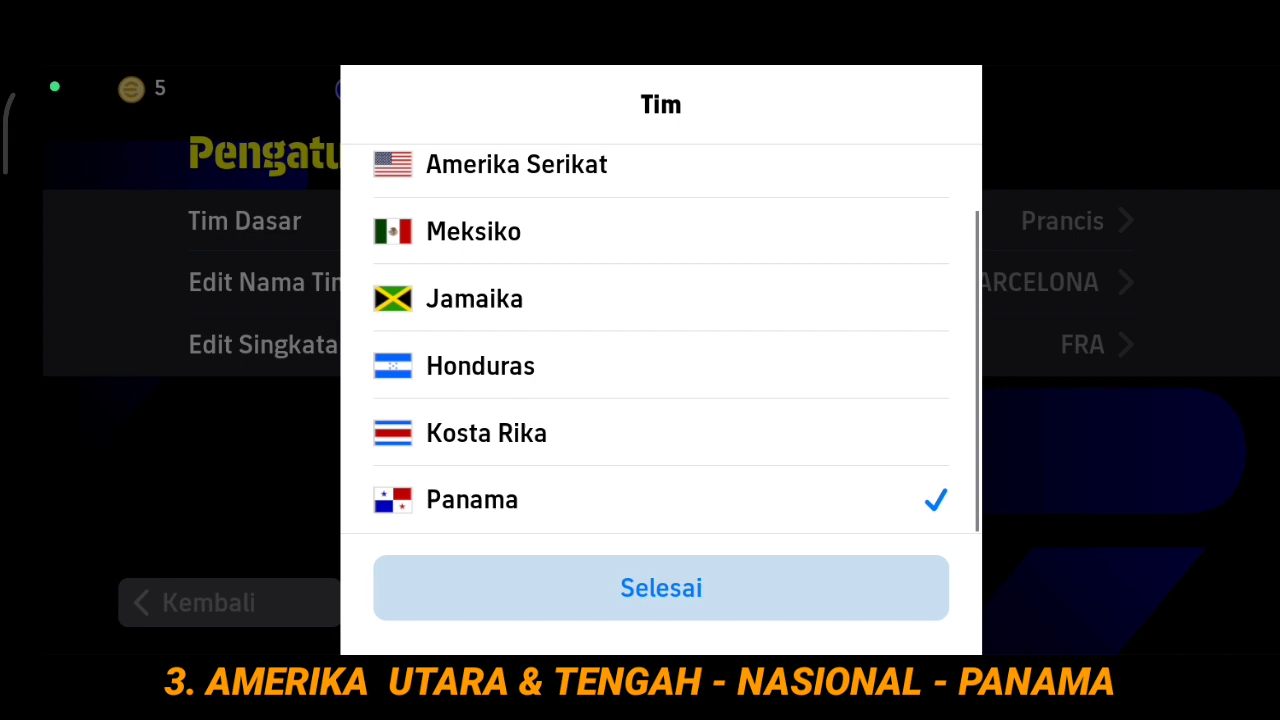 5
Tim
Pengatu
Amerika Serikat
Tim Dasar
Prancis
Meksiko
Edit Nama Tim
ARCELONA
Jamaika
Edit Singkata
FRA
Honduras
Kosta Rika
Panama
Selesai
Kembali
3. AMERIKA UTARA & TENGAH - NASIONAL - PANAMA